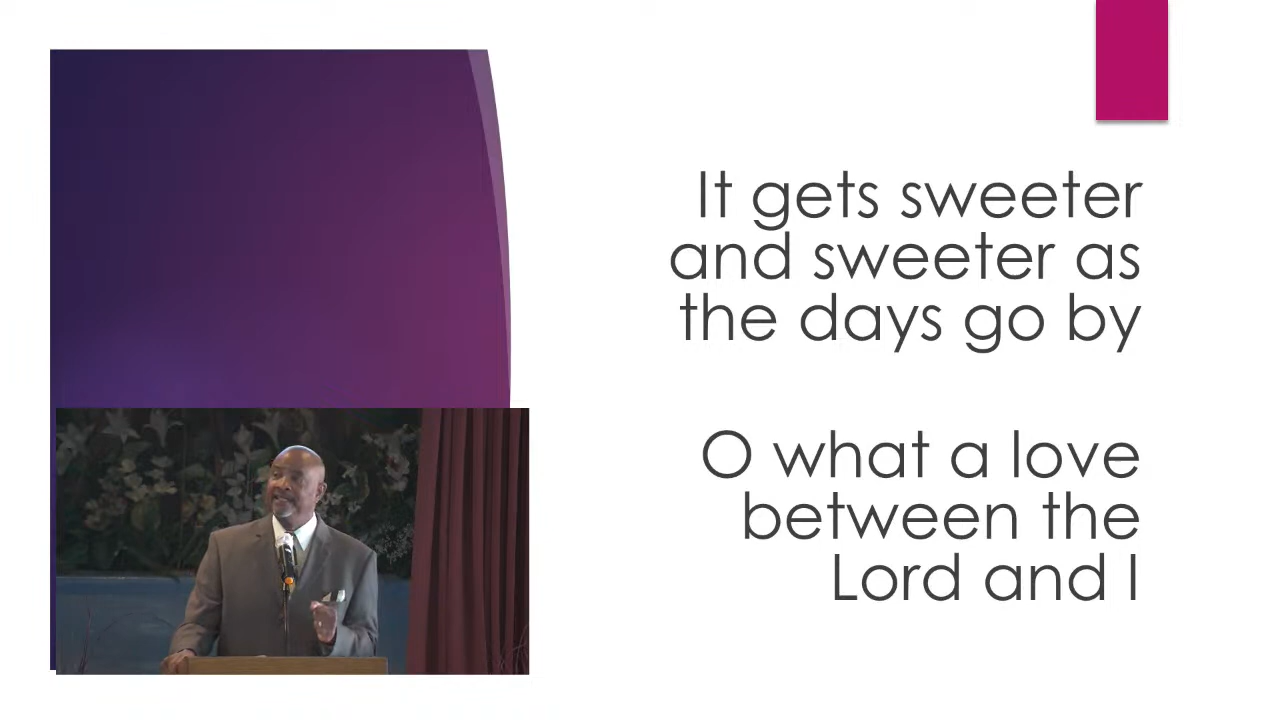 It gets sweeter
and sweeter as
the days go by
O what a love
between the
Lord and I